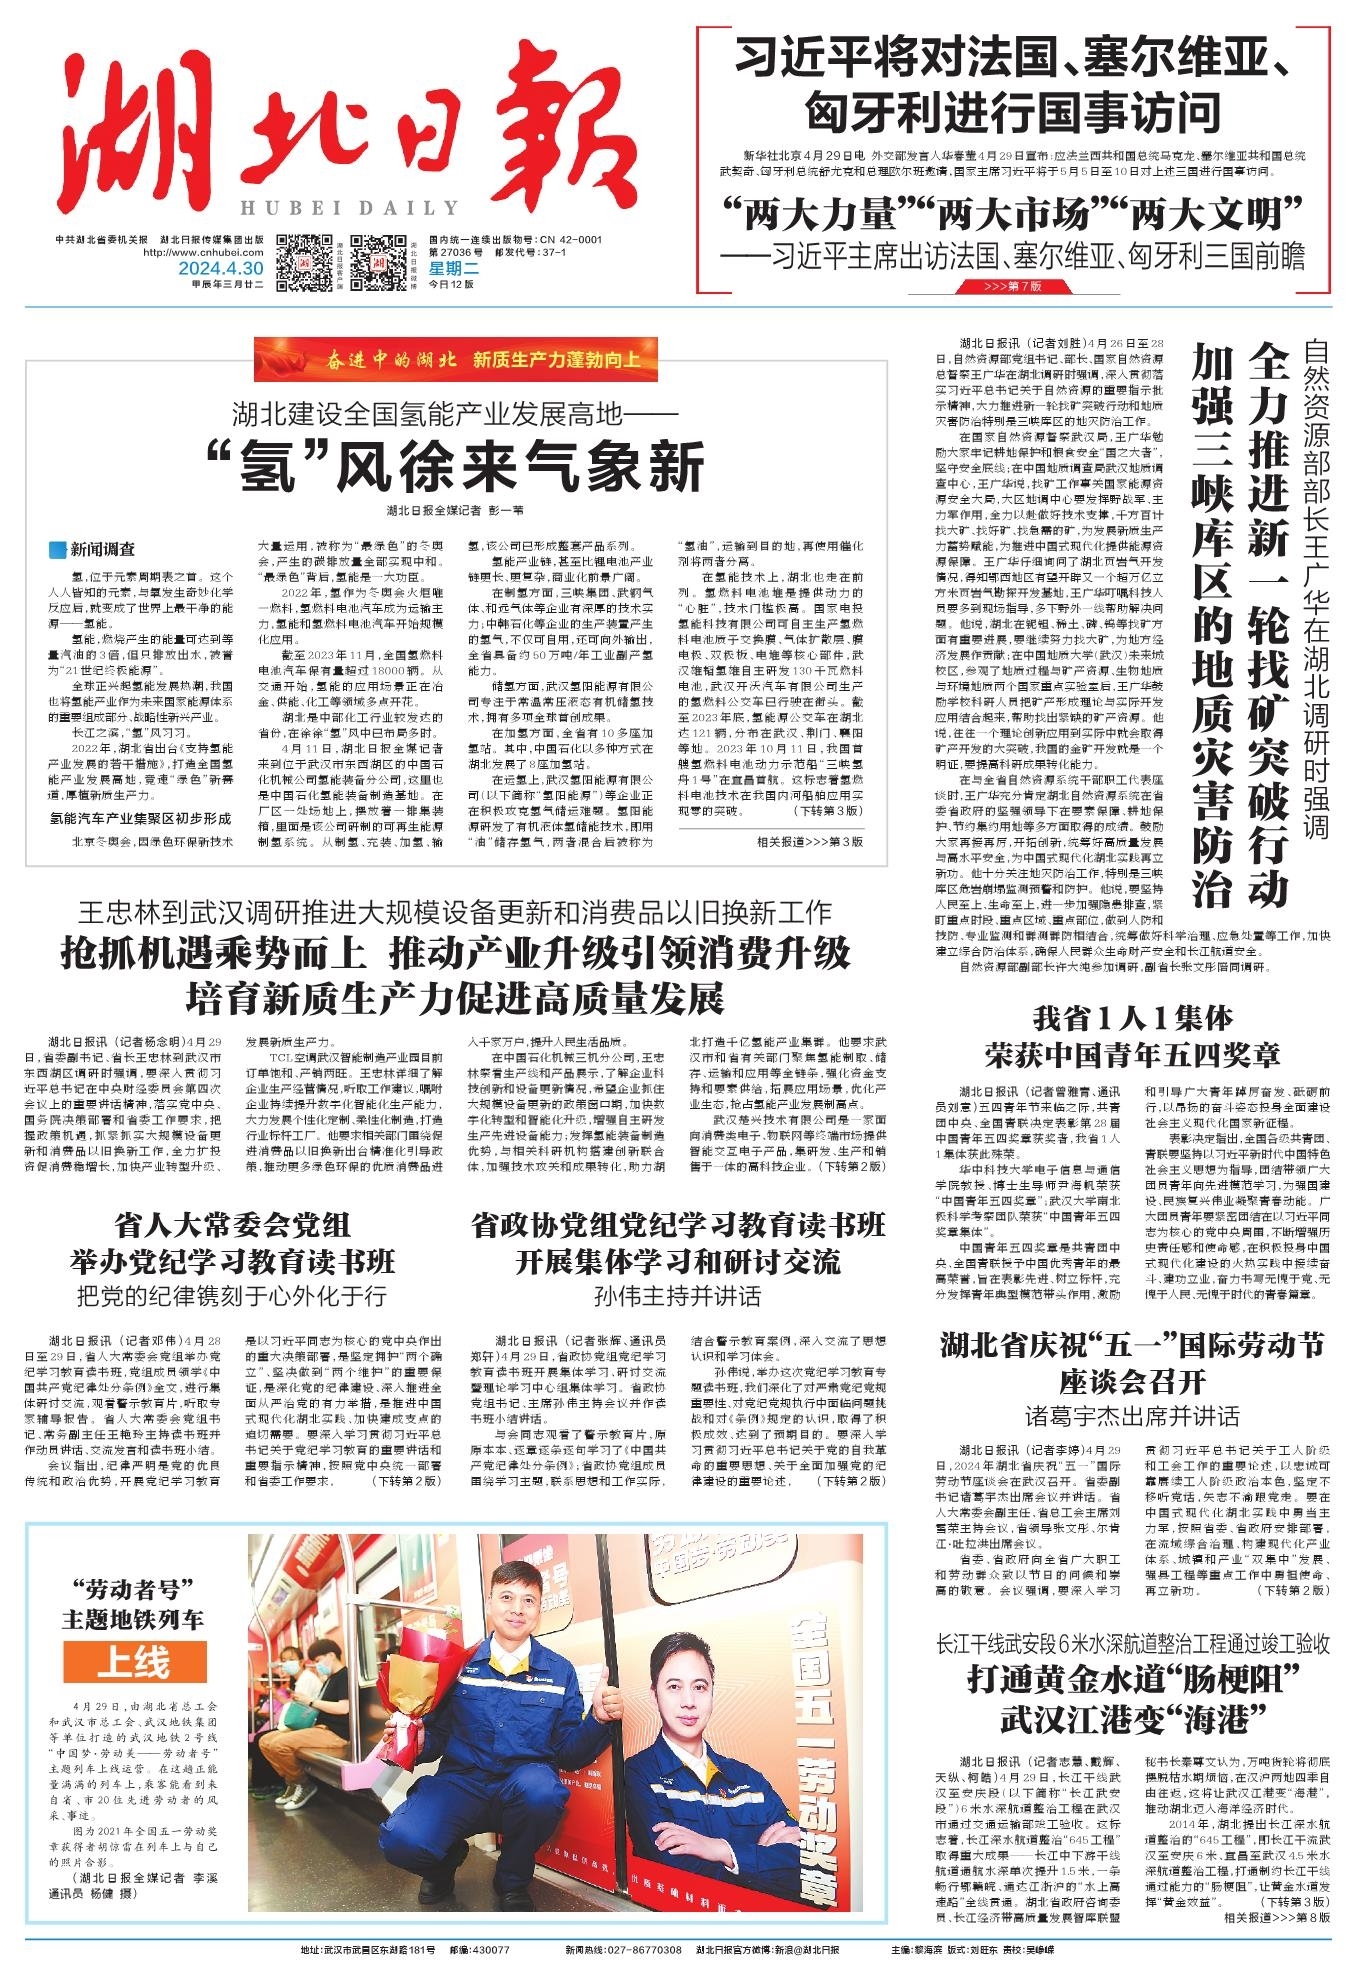 湖北日報
HUBEI DAILY
中共湖北省委机关报 湖北日报传媒集团出版
http://www.cnhubei.com
2024.4.30
甲辰年三月廿二
湖北日报客户端
湖北日报微博
国内统一连续出版物号：CN 42-0001
第27036号 邮发代号：37-1
星期二
今日12版
习近平将对法国、塞尔维亚、
匈牙利进行国事访问
新华社北京4月29日电 外交部发言人华春莹4月29日宣布：应法兰西共和国总统马克龙、塞尔维亚共和国总统
武契奇、匈牙利总统舒尤克和总理欧尔班邀请，国家主席习近平将于5月5日至10日对上述三国进行国事访问。
“两大力量”“两大市场”“两大文明”
——习近平主席出访法国、塞尔维亚、匈牙利三国前瞻
>>>第7版
奋进中的湖北 新质生产力蓬勃向上
湖北建设全国氢能产业发展高地——
“氢”风徐来气象新
湖北日报全媒记者 彭一苇
新闻调查
氢，位于元素周期表之首。这个
人人皆知的元素，与氧发生奇妙化学
反应后，就变成了世界上最干净的能
源——氢能。
氢能，燃烧产生的能量可达到等
量汽油的3倍，但只排放出水，被誉
为“21世纪终极能源”。
全球正兴起氢能发展热潮，我国
也将氢能产业作为未来国家能源体系
的重要组成部分、战略性新兴产业。
长江之滨，“氢”风习习。
2022年，湖北省出台《支持氢能
产业发展的若干措施》，打造全国氢
能产业发展高地，竞速“绿色”新赛
道，厚植新质生产力。
氢能汽车产业集聚区初步形成
北京冬奥会，因绿色环保新技术
大量运用，被称为“最绿色”的冬奥
会，产生的碳排放量全部实现中和。
“最绿色”背后，氢能是一大功臣。
2022年，氢作为冬奥会火炬唯
一燃料，氢燃料电池汽车成为运输主
力，氢能和氢燃料电池汽车开始规模
化应用。
截至2023年11月，全国氢燃料
电池汽车保有量超过18000辆。从
交通开始，氢能的应用场景正在冶
金、供能、化工等领域多点开花。
湖北是中部化工行业较发达的
省份，在徐徐“氢”风中已布局多时。
4月11日，湖北日报全媒记者
来到位于武汉市东西湖区的中国石
化机械公司氢能装备分公司，这里也
是中国石化氢能装备制造基地。在
厂区一处场地上，摆放着一排集装
箱，里面是该公司研制的可再生能源
制氢系统。从制氢、充装、加氢、输
氢，该公司已形成整套产品系列。
氢能产业链，甚至比锂电池产业
链更长、更复杂，商业化前景广阔。
在制氢方面，三峡集团、武钢气
体、和远气体等企业有深厚的技术实
力；中韩石化等企业的生产装置产生
的氢气，不仅可自用，还可向外输出，
全省具备约50万吨/年工业副产氢
能力。
储氢方面，武汉氢阳能源有限公
司专注于常温常压液态有机储氢技
术，拥有多项全球首创成果。
在加氢方面，全省有10多座加
氢站。其中，中国石化以多种方式在
湖北发展了8座加氢站。
在运氢上，武汉氢阳能源有限公
司（以下简称“氢阳能源”）等企业正
在积极攻克氢气储运难题。氢阳能
源研发了有机液体氢储能技术，即用
“油”储存氢气，两者混合后被称为
“氢油”，运输到目的地，再使用催化
剂将两者分离。
在氢能技术上，湖北也走在前
列。氢燃料电池堆是提供动力的
“心脏”，技术门槛极高。国家电投
氢能科技有限公司可自主生产氢燃
料电池质子交换膜、气体扩散层、膜
电极、双极板、电堆等核心部件，武
汉雄韬氢雄自主研发130千瓦燃料
电池，武汉开沃汽车有限公司生产
的氢燃料公交车已行驶在街头。截
至2023年底，氢能源公交车在湖北
达121辆，分布在武汉、荆门、襄阳
等地。2023年10月11日，我国首
艘氢燃料电池动力示范船“三峡氢
舟1号”在宜昌首航。这标志着氢燃
料电池技术在我国内河船舶应用实
现零的突破。 （下转第3版）
相关报道>>>第3版
自然资源部部长王广华在湖北调研时强调
全力推进新一轮找矿突破行动
加强三峡库区的地质灾害防治
湖北日报讯（记者刘胜）4月26日至28
日，自然资源部党组书记、部长、国家自然资源
总督察王广华在湖北调研时强调，深入贯彻落
实习近平总书记关于自然资源的重要指示批
示精神，大力推进新一轮找矿突破行动和地质
灾害防治特别是三峡库区的地灾防治工作。
在国家自然资源督察武汉局，王广华勉
励大家牢记耕地保护和粮食安全“国之大者”，
坚守安全底线；在中国地质调查局武汉地质调
查中心，王广华说，找矿工作事关国家能源资
源安全大局，大区地调中心要发挥野战军、主
力军作用，全力以赴做好技术支撑，千方百计
找大矿、找好矿、找急需的矿，为发展新质生产
力蓄势赋能，为推进中国式现代化提供能源资
源保障。王广华仔细询问了湖北页岩气开发
情况，得知鄂西地区有望开辟又一个超万亿立
方米页岩气勘探开发基地，王广华叮嘱科技人
员要多到现场指导，多下野外一线帮助解决问
题。他说，湖北在铌钽、稀土、碲、钨等找矿方
面有重要进展，要继续努力找大矿，为地方经
济发展作贡献；在中国地质大学（武汉）未来城
校区，参观了地质过程与矿产资源、生物地质
与环境地质两个国家重点实验室后，王广华鼓
励学校科研人员把矿产形成理论与实际开发
应用结合起来，帮助找出紧缺的矿产资源。他
说，往往一个理论创新应用到实际中就会取得
矿产开发的大突破，我国的金矿开发就是一个
明证，要提高科研成果转化能力。
在与全省自然资源系统干部职工代表座
谈时，王广华充分肯定湖北自然资源系统在省
委省政府的坚强领导下在要素保障、耕地保
护、节约集约用地等多方面取得的成绩。鼓励
大家再接再厉，开拓创新，统筹好高质量发展
与高水平安全，为中国式现代化湖北实践再立
新功。他十分关注地灾防治工作，特别是三峡
库区危岩崩塌监测预警和防护。他说，要坚持
人民至上、生命至上，进一步加强隐患排查，紧
盯重点时段、重点区域、重点部位，做到人防和
技防、专业监测和群测群防相结合，统筹做好科学治理、应急处置等工作，加快
建立综合防治体系，确保人民群众生命财产安全和长江航道安全。
自然资源部副部长许大纯参加调研，副省长张文彤陪同调研。
王忠林到武汉调研推进大规模设备更新和消费品以旧换新工作
抢抓机遇乘势而上 推动产业升级引领消费升级
培育新质生产力促进高质量发展
湖北日报讯（记者杨念明）4月29
日，省委副书记、省长王忠林到武汉市
东西湖区调研时强调，要深入贯彻习
近平总书记在中央财经委员会第四次
会议上的重要讲话精神，落实党中央、
国务院决策部署和省委工作要求，把
握政策机遇，抓紧抓实大规模设备更
新和消费品以旧换新工作，全力扩投
资促消费稳增长，加快产业转型升级、
发展新质生产力。
TCL空调武汉智能制造产业园目前
订单饱和、产销两旺。王忠林详细了解
企业生产经营情况，听取工作建议，嘱咐
企业持续提升数字化智能化生产能力，
大力发展个性化定制、柔性化制造，打造
行业标杆工厂。他要求相关部门围绕促
进消费品以旧换新出台精准化引导政
策，推动更多绿色环保的优质消费品进
入千家万户，提升人民生活品质。
在中国石化机械三机分公司，王忠
林察看生产线和产品展示，了解企业科
技创新和设备更新情况，希望企业抓住
大规模设备更新的政策窗口期，加快数
字化转型和智能化升级，增强自主研发
生产先进设备能力；发挥氢能装备制造
优势，与相关科研机构搭建创新联合
体，加强技术攻关和成果转化，助力湖
北打造千亿氢能产业集群。他要求武
汉市和省有关部门聚焦氢能制取、储
存、运输和应用等全链条，强化资金支
持和要素供给，拓展应用场景，优化产
业生态，抢占氢能产业发展制高点。
武汉楚兴技术有限公司是一家面
向消费类电子、物联网等终端市场提供
智能交互电子产品，集研发、生产和销
售于一体的高科技企业。（下转第2版）
省人大常委会党组
举办党纪学习教育读书班
把党的纪律镌刻于心外化于行
湖北日报讯（记者邓伟）4月28
日至29日，省人大常委会党组举办党
纪学习教育读书班，党组成员领学《中
国共产党纪律处分条例》全文，进行集
体研讨交流，观看警示教育片，听取专
家辅导报告。省人大常委会党组书
记、常务副主任王艳玲主持读书班并
作动员讲话、交流发言和读书班小结。
会议指出，纪律严明是党的优良
传统和政治优势，开展党纪学习教育
是以习近平同志为核心的党中央作出
的重大决策部署，是坚定拥护“两个确
立”、坚决做到“两个维护”的重要保
证，是深化党的纪律建设、深入推进全
面从严治党的有力举措，是推进中国
式现代化湖北实践、加快建成支点的
迫切需要。要深入学习贯彻习近平总
书记关于党纪学习教育的重要讲话和
重要指示精神，按照党中央统一部署
和省委工作要求， （下转第2版）
省政协党组党纪学习教育读书班
开展集体学习和研讨交流
孙伟主持并讲话
湖北日报讯（记者张辉、通讯员
郑轩）4月29日，省政协党组党纪学习
教育读书班开展集体学习、研讨交流
暨理论学习中心组集体学习。省政协
党组书记、主席孙伟主持会议并作读
书班小结讲话。
与会同志观看了警示教育片，原
原本本、逐章逐条逐句学习了《中国共
产党纪律处分条例》；省政协党组成员
围绕学习主题，联系思想和工作实际，
结合警示教育案例，深入交流了思想
认识和学习体会。
孙伟说，举办这次党纪学习教育专
题读书班，我们深化了对严肃党纪党规
重要性、对党纪党规执行中面临问题挑
战和对《条例》规定的认识，取得了积
极成效、达到了预期目的。要深入学
习贯彻习近平总书记关于党的自我革
命的重要思想、关于全面加强党的纪
律建设的重要论述， （下转第2版）
我省1人1集体
荣获中国青年五四奖章
湖北日报讯（记者曾雅青、通讯
员刘意）五四青年节来临之际，共青
团中央、全国青联决定表彰第28届
中国青年五四奖章获奖者，我省1人
1集体获此殊荣。
华中科技大学电子信息与通信
学院教授、博士生导师尹海帆荣获
“中国青年五四奖章”；武汉大学南北
极科学考察团队荣获“中国青年五四
奖章集体”。
中国青年五四奖章是共青团中
央、全国青联授予中国优秀青年的最
高荣誉，旨在表彰先进、树立标杆，充
分发挥青年典型模范带头作用，激励
和引导广大青年踔厉奋发、砥砺前
行，以昂扬的奋斗姿态投身全面建设
社会主义现代化国家新征程。
表彰决定指出，全国各级共青团、
青联要坚持以习近平新时代中国特色
社会主义思想为指导，团结带领广大
团员青年向先进模范学习，为强国建
设、民族复兴伟业凝聚青春动能。广
大团员青年要紧密团结在以习近平同
志为核心的党中央周围，不断增强历
史责任感和使命感，在积极投身中国
式现代化建设的火热实践中接续奋
斗、建功立业，奋力书写无愧于党、无
愧于人民、无愧于时代的青春篇章。
湖北省庆祝“五一”国际劳动节
座谈会召开
诸葛宇杰出席并讲话
湖北日报讯（记者李婷）4月29
日，2024年湖北省庆祝“五一”国际
劳动节座谈会在武汉召开。省委副
书记诸葛宇杰出席会议并讲话。省
人大常委会副主任、省总工会主席刘
雪荣主持会议，省领导张文彤、尔肯
江·吐拉洪出席会议。
省委、省政府向全省广大职工
和劳动群众致以节日的问候和崇
高的敬意。会议强调，要深入学习
贯彻习近平总书记关于工人阶级
和工会工作的重要论述，以忠诚可
靠赓续工人阶级政治本色，坚定不
移听党话，矢志不渝跟党走。要在
中国式现代化湖北实践中勇当主
力军，按照省委、省政府安排部署，
在流域综合治理、构建现代化产业
体系、城镇和产业“双集中”发展、
强县工程等重点工作中勇担使命、
再立新功。 （下转第2版）
“劳动者号”
主题地铁列车
上线
4月29日，由湖北省总工会
和武汉市总工会、武汉地铁集团
等单位打造的武汉地铁2号线
“中国梦·劳动美——劳动者号”
主题列车上线运营。在这趟正能
量满满的列车上，乘客能看到来
自省、市20位先进劳动者的风
采、事迹。
图为2021年全国五一劳动奖
章获得者胡惊雷在列车上与自己
的照片合影。
（湖北日报全媒记者 李溪
通讯员 杨健 摄）
全国五一劳动奖章
长江干线武安段6米水深航道整治工程通过竣工验收
打通黄金水道“肠梗阻”
武汉江港变“海港”
湖北日报讯（记者志慧、戴辉、
天纵、柯皓）4月29日，长江干线武
汉至安庆段（以下简称“长江武安
段”）6米水深航道整治工程在武汉
市通过交通运输部竣工验收。这标
志着，长江深水航道整治“645工程”
取得重大成果——长江中下游干线
航道通航水深单次提升1.5米，一条
畅行鄂赣皖、通达江浙沪的“水上高
速路”全线贯通。湖北省政府咨询委
员、长江经济带高质量发展智库联盟
秘书长秦尊文认为，万吨货轮将彻底
摆脱枯水期烦恼，在汉沪两地四季自
由往返，这将让武汉江港变“海港”，
推动湖北迈入海洋经济时代。
2014年，湖北提出长江深水航
道整治的“645工程”，即长江干流武
汉至安庆6米、宜昌至武汉4.5米水
深航道整治工程，打通制约长江干线
通过能力的“肠梗阻”，让黄金水道发
挥“黄金效益”。 （下转第3版）
相关报道>>>第8版
地址：武汉市武昌区东湖路181号 邮编：430077 新闻热线：027-86770308 湖北日报官方微博：新浪@湖北日报 主编：黎海滨 版式：刘旺东 责校：吴峥嵘